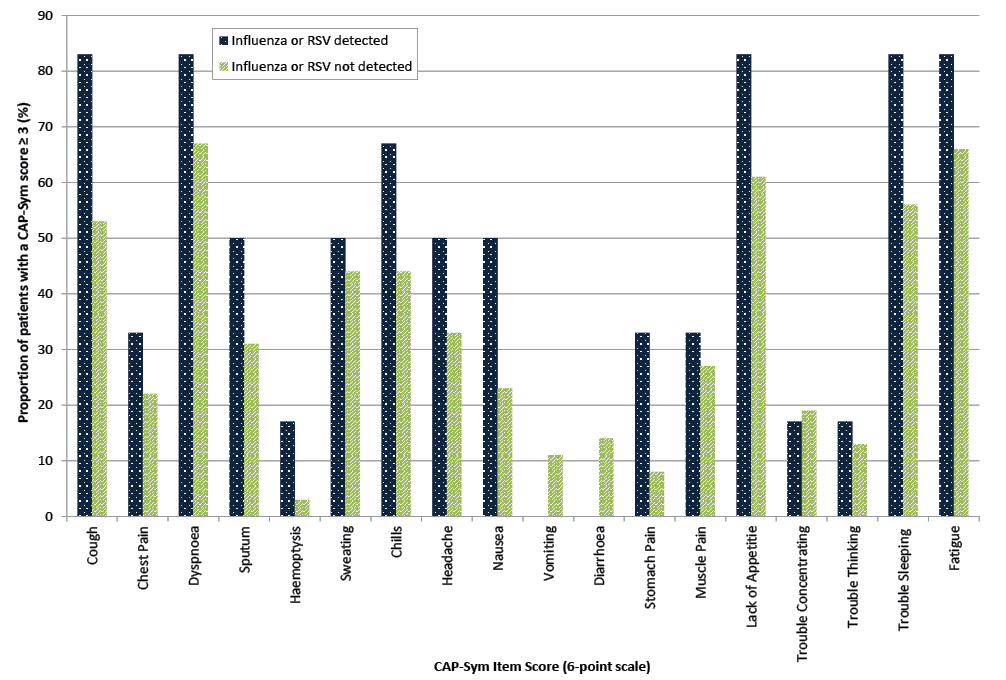 90
80
70
60
50
40
30
20
10
0
Proportion of patients with a CAP-Sym score ≥ 3 (%)
Influenza or RSV detected
Influenza or RSV not detected
Cough
Chest Pain
Dyspnoea
Sputum
Haemoptysis
Sweating
Chills
Headache
Nausea
Vomiting
Diarrhoea
Stomach Pain
Muscle Pain
Lack of Appetitie
Trouble Concentrating
Trouble Thinking
Trouble Sleeping
Fatigue
CAP-Sym Item Score (6-point scale)